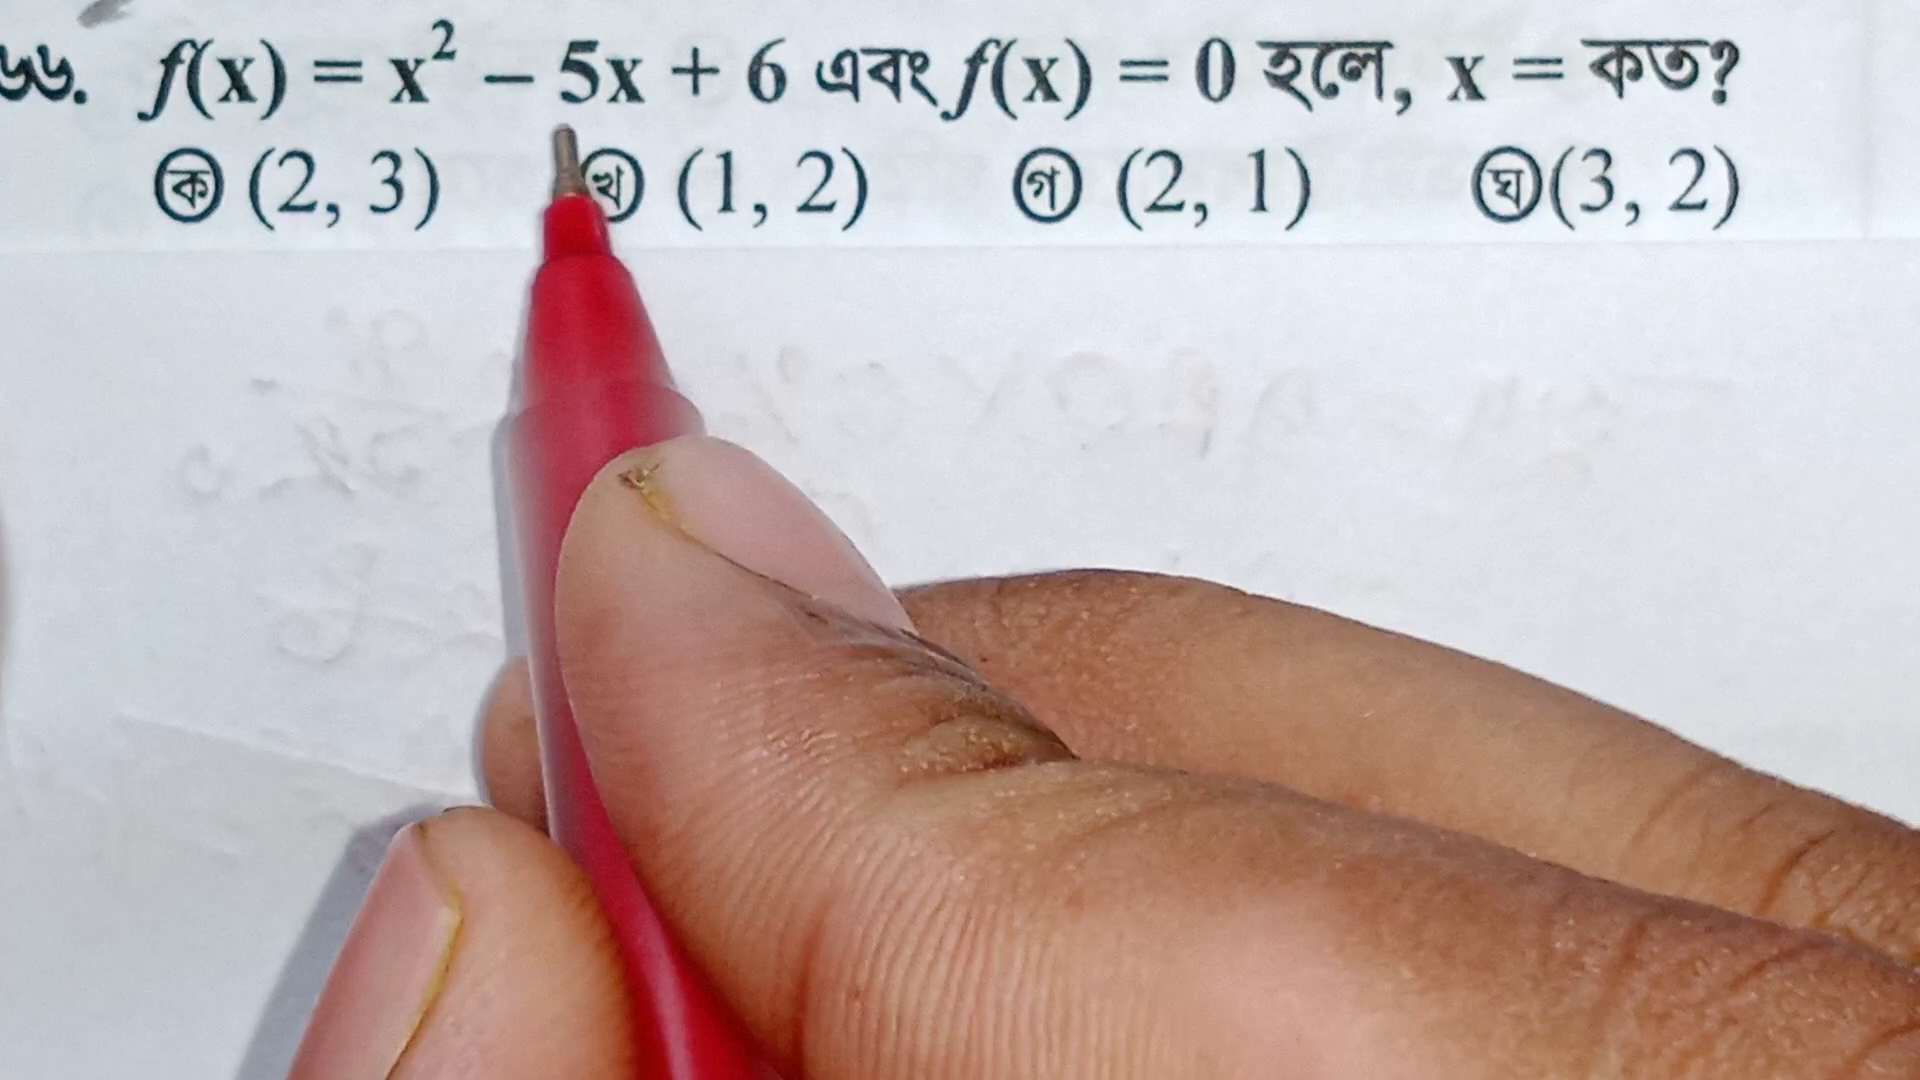 ৬৬. f(x) = x² – 5x + 6 এবং f(x) = 0 হলে, x = কত?
ক (2, 3) খ (1, 2) গ (2, 1) ঘ (3, 2)